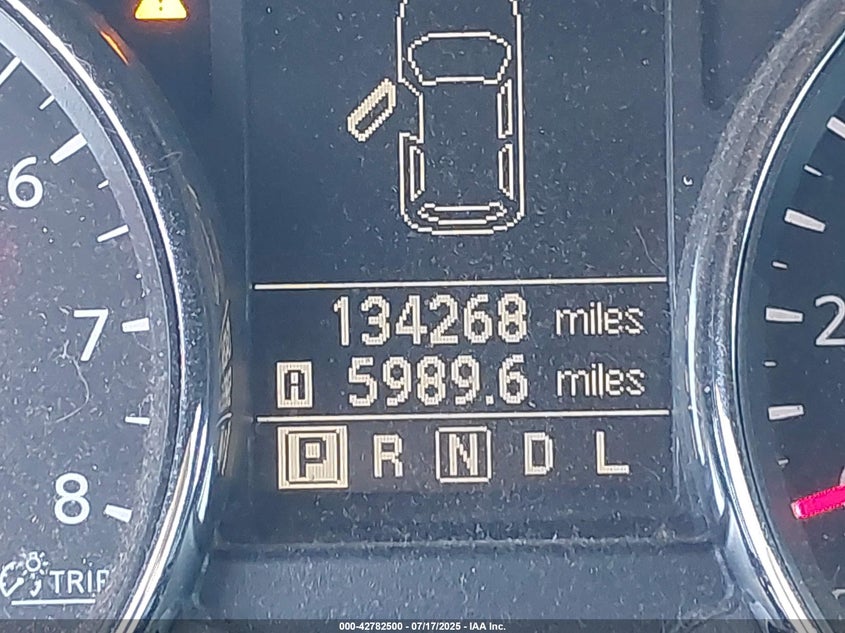 6
7
8
TRIP
134268 miles
A 5989.6 miles
P R N D L
2
000-42782500 - 07/17/2025 - IAA Inc.